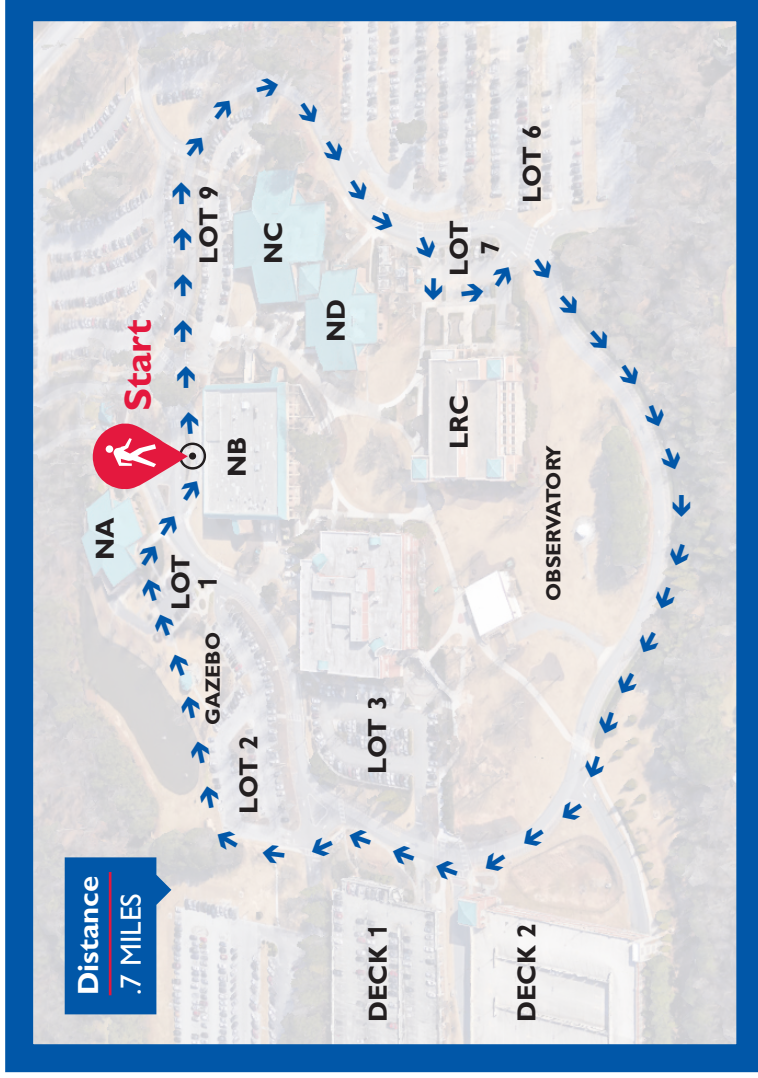 Distance
.7 MILES
Start
NA
LOT
1
GAZEBO
LOT 2
NB
LOT 9
NC
ND
LOT 3
LRC
LOT
7
LOT 6
OBSERVATORY
DECK 1
DECK 2